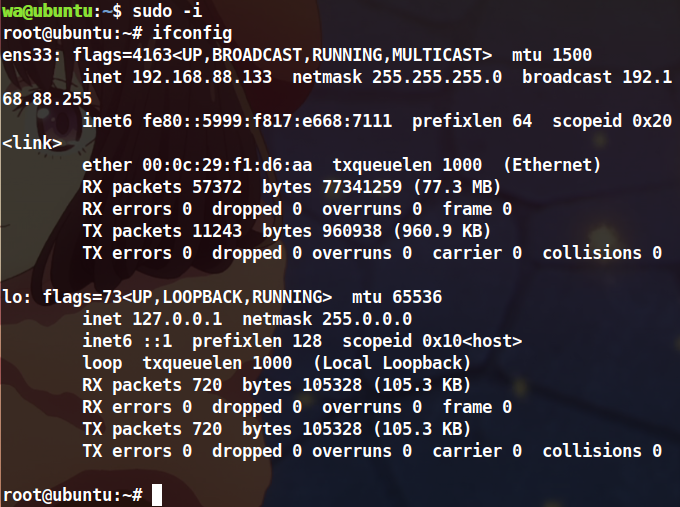 wa@ubuntu:~$ sudo -i
root@ubuntu:~# ifconfig
ens33: flags=4163<UP,BROADCAST,RUNNING,MULTICAST>  mtu 1500
        inet 192.168.88.133  netmask 255.255.255.0  broadcast 192.1
68.88.255
        inet6 fe80::5999:f817:e668:7111  prefixlen 64  scopeid 0x20
<link>
        ether 00:0c:29:f1:d6:aa  txqueuelen 1000  (Ethernet)
        RX packets 57372  bytes 77341259 (77.3 MB)
        RX errors 0  dropped 0  overruns 0  frame 0
        TX packets 11243  bytes 960938 (960.9 KB)
        TX errors 0  dropped 0 overruns 0  carrier 0  collisions 0

lo: flags=73<UP,LOOPBACK,RUNNING>  mtu 65536
        inet 127.0.0.1  netmask 255.0.0.0
        inet6 ::1  prefixlen 128  scopeid 0x10<host>
        loop  txqueuelen 1000  (Local Loopback)
        RX packets 720  bytes 105328 (105.3 KB)
        RX errors 0  dropped 0  overruns 0  frame 0
        TX packets 720  bytes 105328 (105.3 KB)
        TX errors 0  dropped 0 overruns 0  carrier 0  collisions 0

root@ubuntu:~#